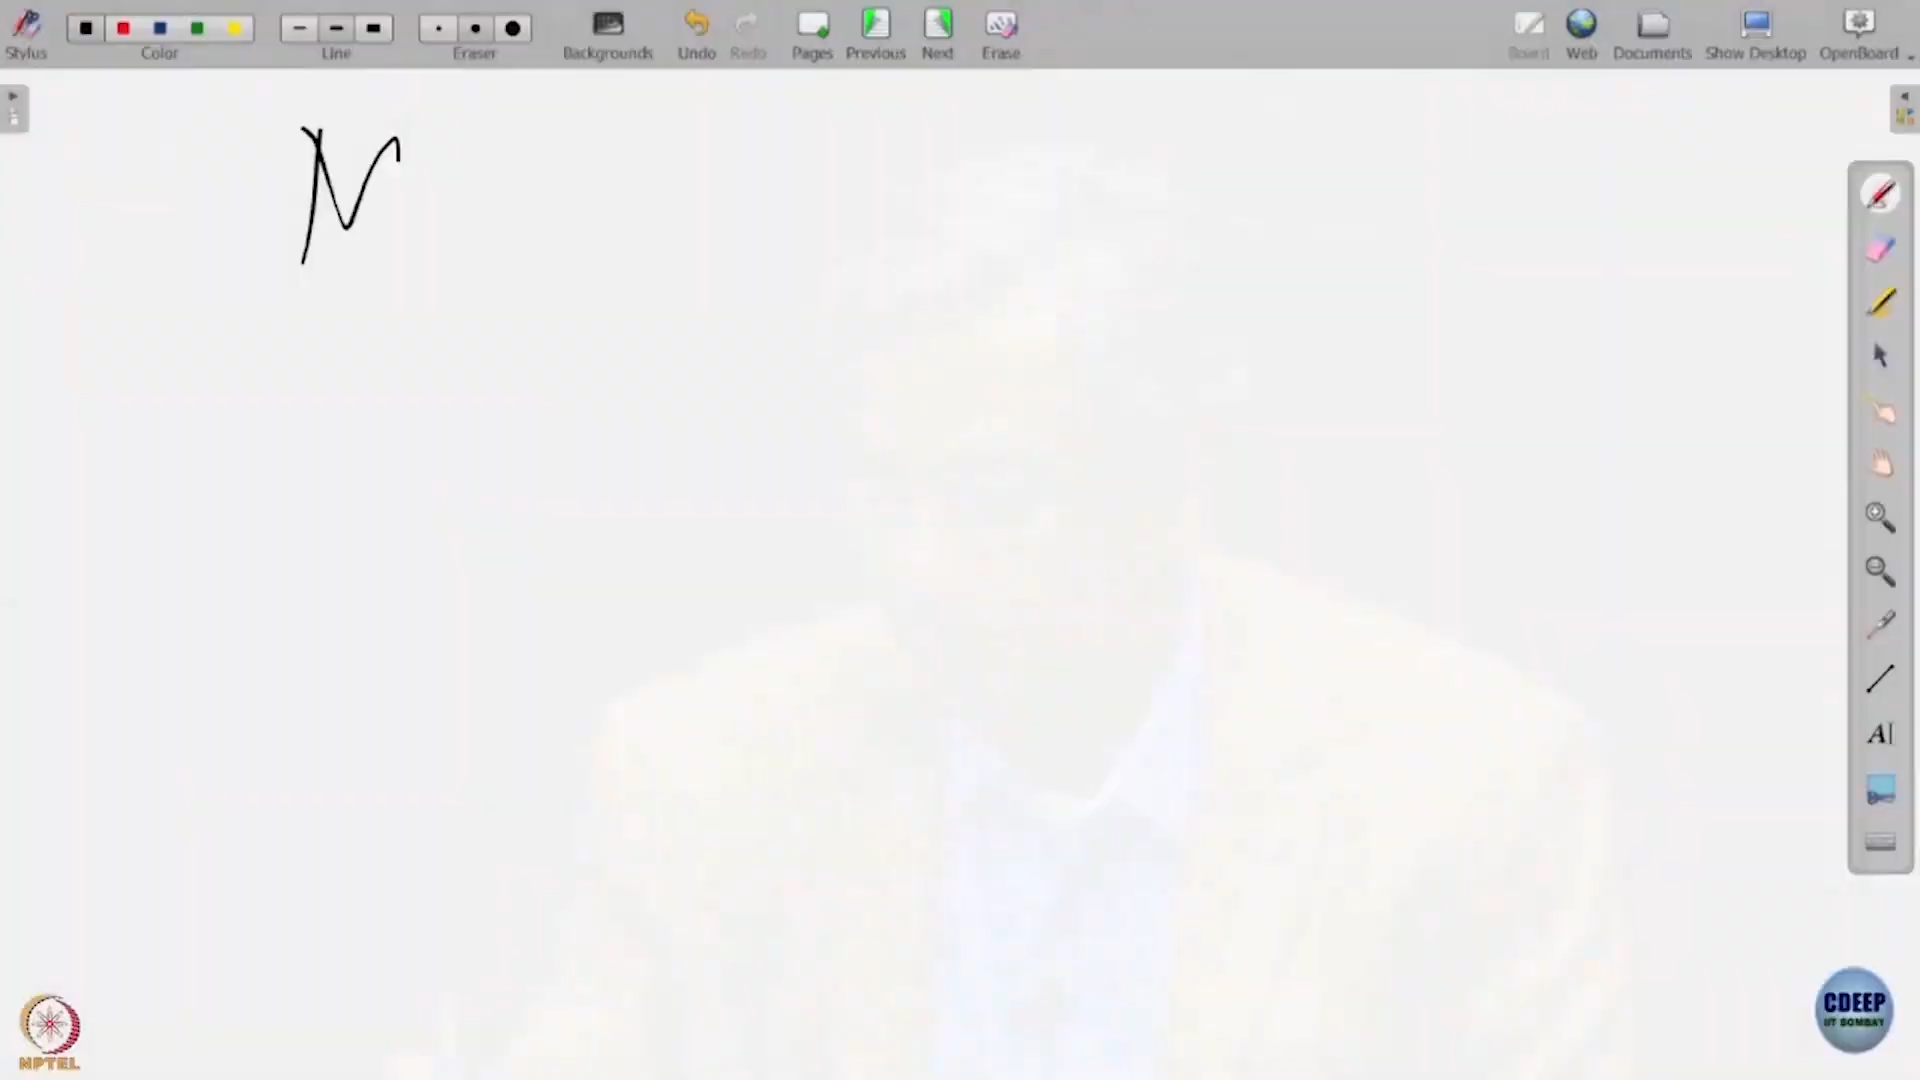 Stylus Color Line Eraser Backgrounds Undo Redo Pages Previous Next Erase Board Web Documents Show Desktop OpenBoard
N
A
NPTEL
CDEEP
IIT BOMBAY